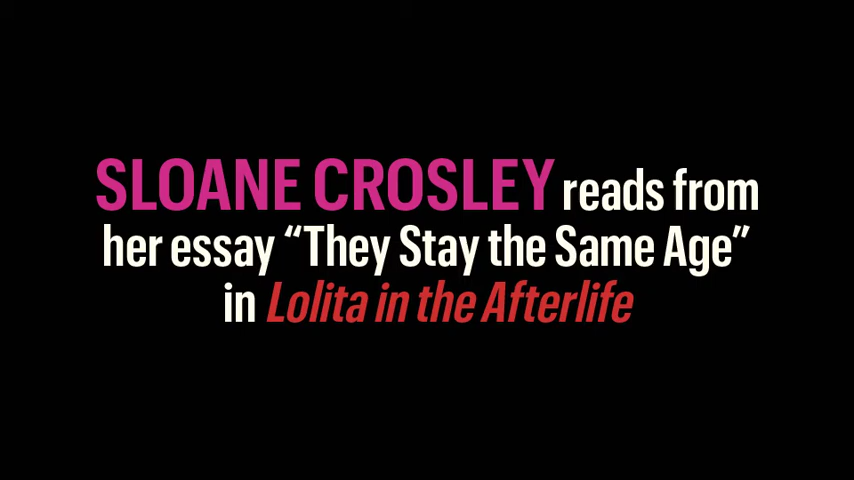 SLOANE CROSLEY reads from
her essay “They Stay the Same Age”
in Lolita in the Afterlife